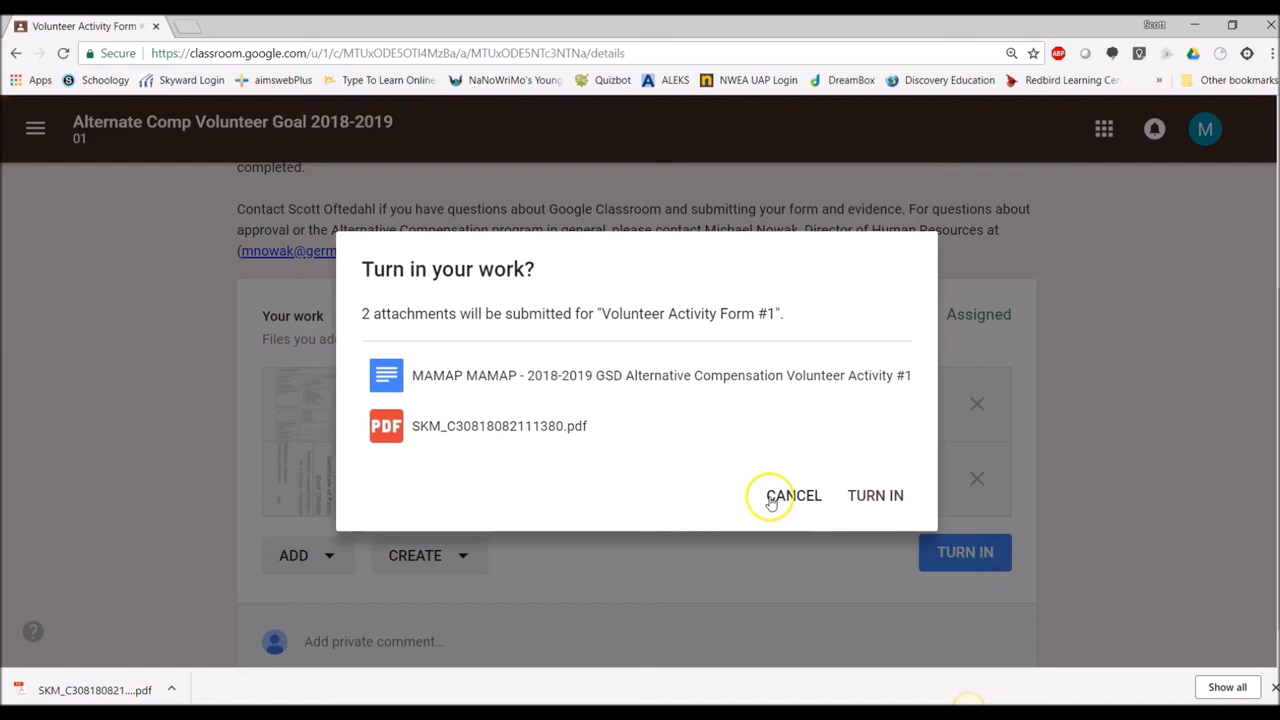 Volunteer Activity Form #
Scott
Secure https://classroom.google.com/u/1/c/MTUxODE5OTI4MzBa/a/MTUxODE5NTc3NTNa/details
Apps Schoology Skyward Login aimswebPlus Type To Learn Online NaNoWriMo's Young Quizbot ALEKS NWEA UAP Login DreamBox Discovery Education Redbird Learning Cen » Other bookmarks
Alternate Comp Volunteer Goal 2018-2019
01
M
completed.
Contact Scott Oftedahl if you have questions about Google Classroom and submitting your form and evidence. For questions about
approval or the Alternative Compensation program in general, please contact Michael Nowak, Director of Human Resources at
(mnowak@germ
Turn in your work?
2 attachments will be submitted for "Volunteer Activity Form #1".
Your work
Assigned
Files you ad
MAMAP MAMAP - 2018-2019 GSD Alternative Compensation Volunteer Activity #1
PDF SKM_C30818082111380.pdf
CANCEL TURN IN
ADD CREATE TURN IN
Add private comment...
SKM_C308180821....pdf
Show all